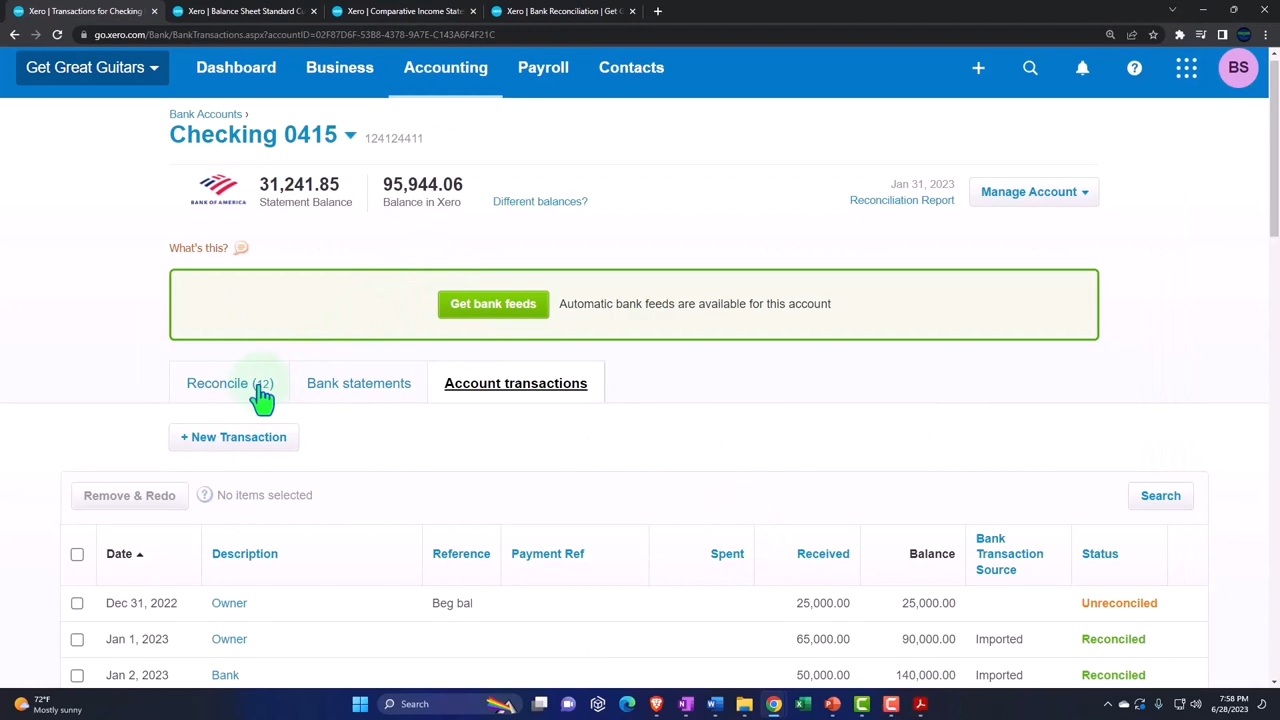 Xero | Transactions for Checking
Xero | Balance Sheet Standard Cu
Xero | Comparative Income State
Xero | Bank Reconciliation | Get G
go.xero.com/Bank/BankTransactions.aspx?accountID=02F87D6F-53B8-4378-9A7E-C143A6F4F21C
Get Great Guitars Dashboard Business Accounting Payroll Contacts BS
Bank Accounts ›
Checking 0415 124124411
BANK OF AMERICA
31,241.85
Statement Balance
95,944.06
Balance in Xero
Different balances?
Jan 31, 2023
Reconciliation Report
Manage Account
What's this?
Get bank feeds Automatic bank feeds are available for this account
Reconcile (12) Bank statements Account transactions
+ New Transaction
Remove & Redo ? No items selected Search
Date Description Reference Payment Ref Spent Received Balance Bank Transaction Source Status
Dec 31, 2022 Owner Beg bal 25,000.00 25,000.00 Unreconciled
Jan 1, 2023 Owner 65,000.00 90,000.00 Imported Reconciled
Jan 2, 2023 Bank 50,000.00 140,000.00 Imported Reconciled
72°F
Mostly sunny
Search
7:58 PM
6/28/2023